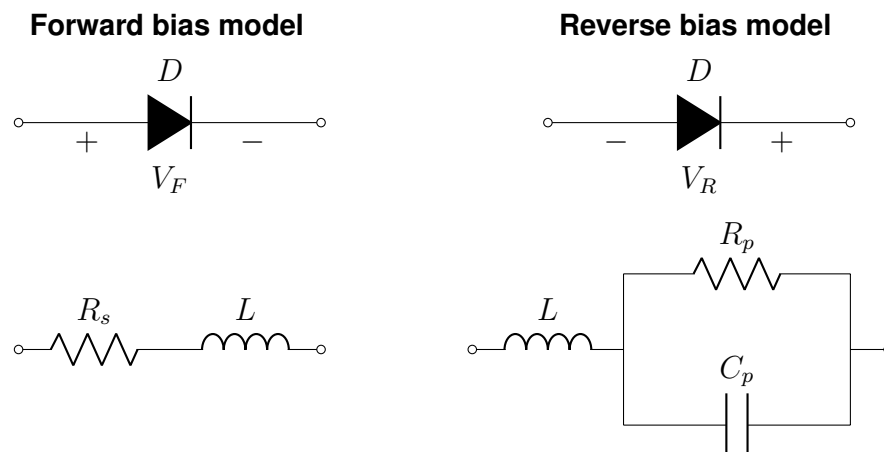 Forward bias model
Reverse bias model
D
D
+
−
−
+
V_F
V_R
R_p
R_s
L
L
C_p